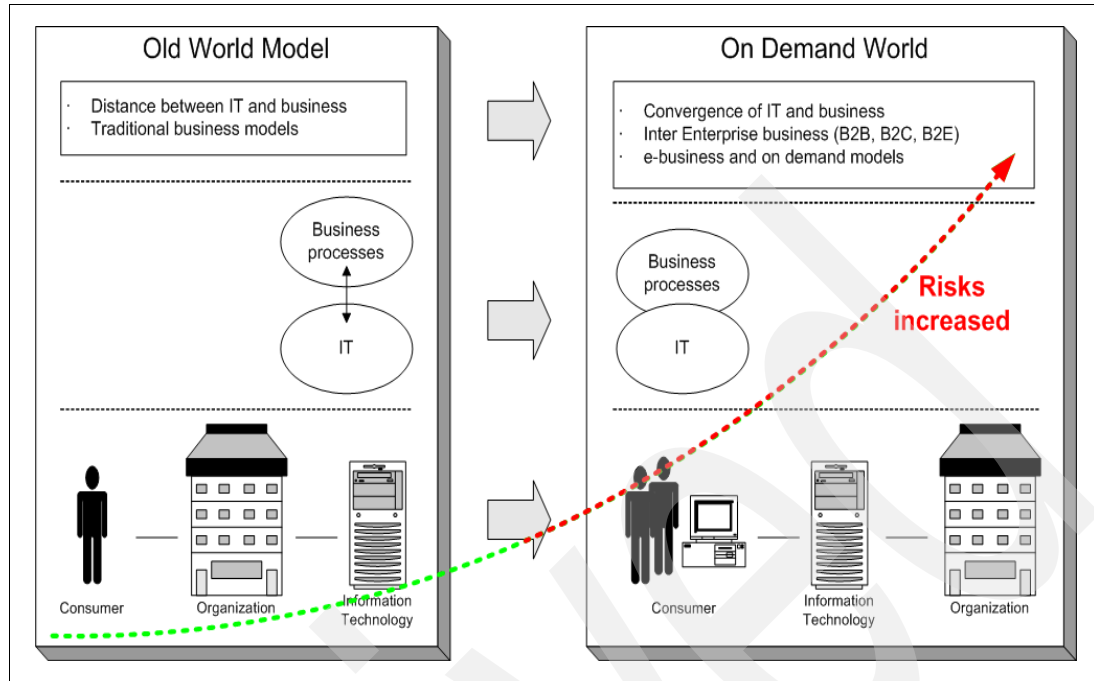 Old World Model
· Distance between IT and business
· Traditional business models
Business
processes
IT
Consumer
Organization
Information
Technology
On Demand World
· Convergence of IT and business
· Inter Enterprise business (B2B, B2C, B2E)
· e-business and on demand models
Business
processes
IT
Risks
increased
Consumer
Information
Technology
Organization